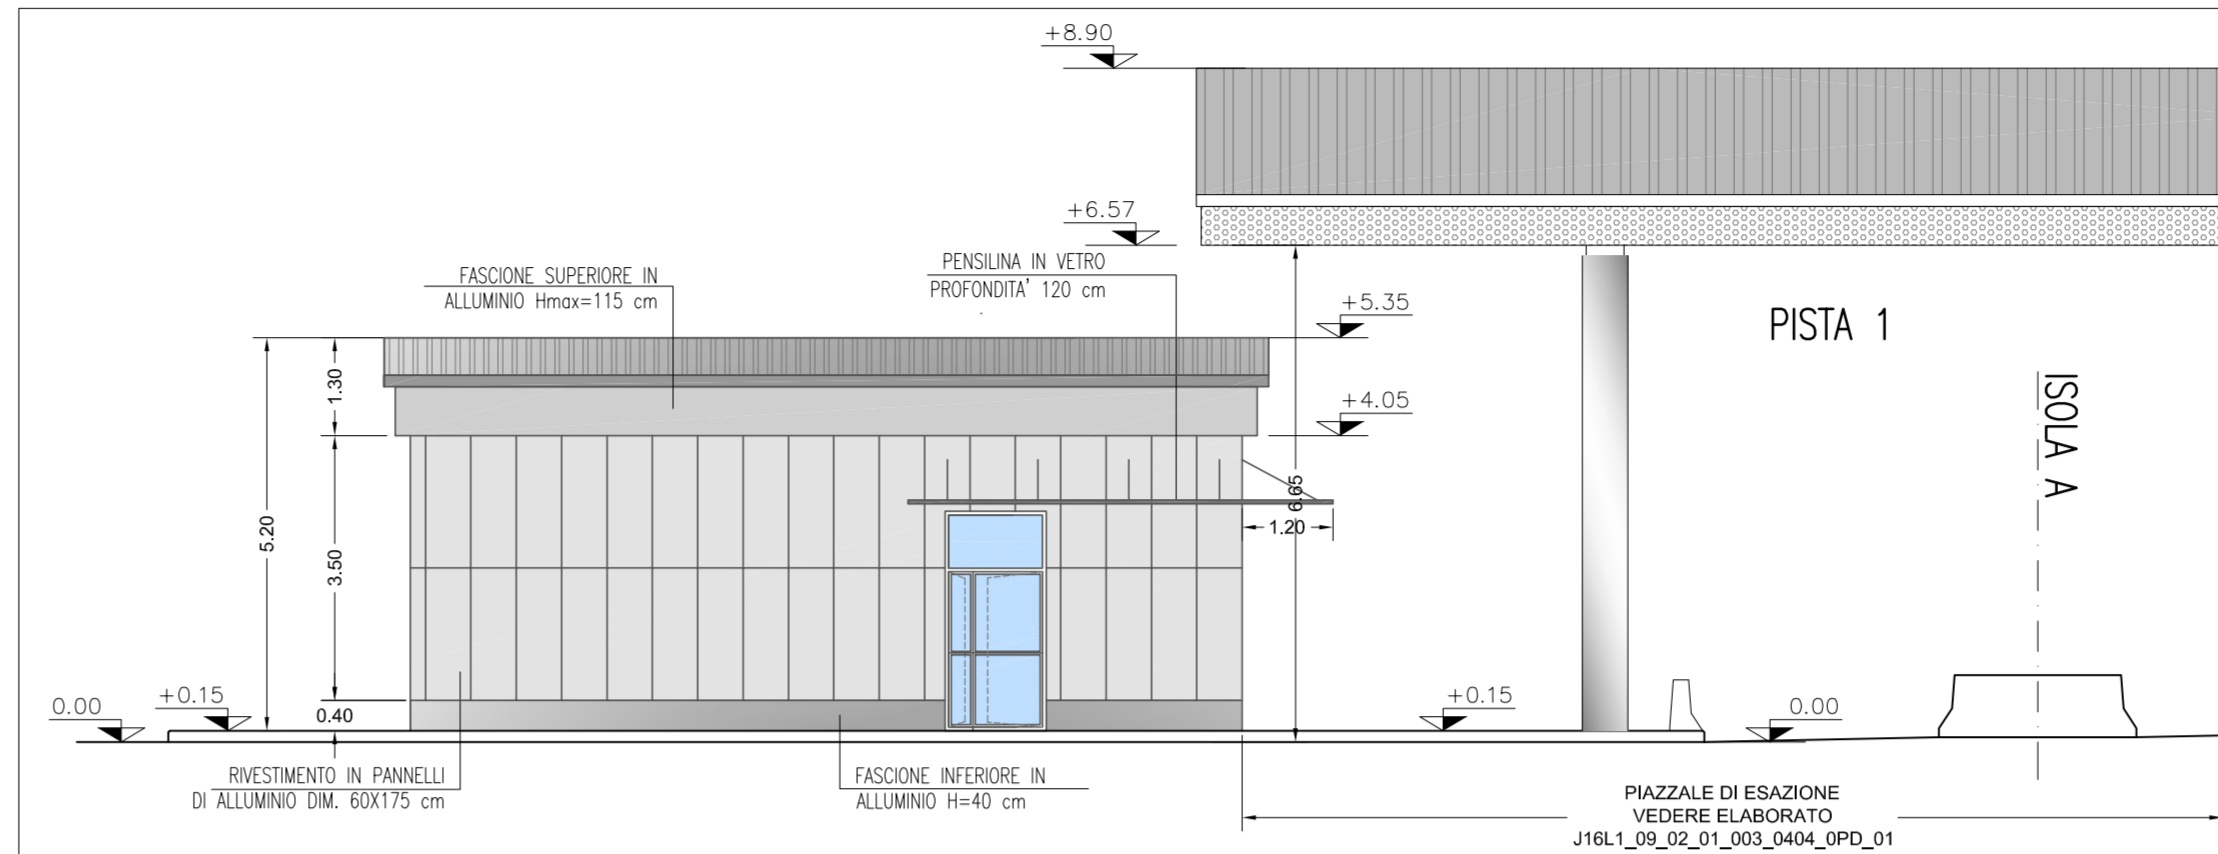 +8.90
+6.57
FASCIONE SUPERIORE IN
ALLUMINIO Hmax=115 cm
PENSILINA IN VETRO
PROFONDITA' 120 cm
+5.35
PISTA 1
1.30
+4.05
ISOLA A
6.65
1.20
5.20
3.50
0.00
+0.15
0.40
+0.15
0.00
RIVESTIMENTO IN PANNELLI
DI ALLUMINIO DIM. 60X175 cm
FASCIONE INFERIORE IN
ALLUMINIO H=40 cm
PIAZZALE DI ESAZIONE
VEDERE ELABORATO
J16L1_09_02_01_003_0404_0PD_01